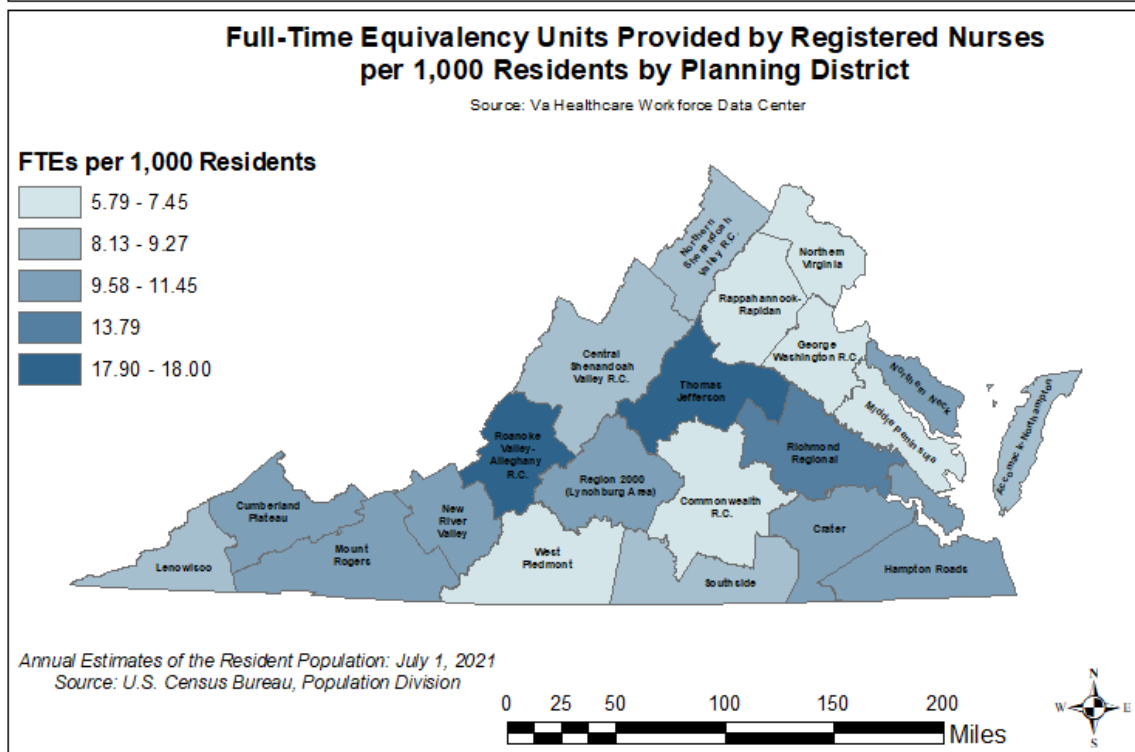 Full-Time Equivalency Units Provided by Registered Nurses
per 1,000 Residents by Planning District
Source: Va Healthcare Workforce Data Center
FTEs per 1,000 Residents
5.79 - 7.45
8.13 - 9.27
9.58 - 11.45
13.79
17.90 - 18.00
Northern
Shenandoah
Valley R.C.
Northern
Virginia
Rappahannock-
Rapidan
George
Washington R.C.
Northern Neck
Central
Shenandoah
Valley R.C.
Thomas
Jefferson
Middle Peninsula
Accomack-Northampton
Roanoke
Valley-
Alleghany
R.C.
Richmond
Regional
Region 2000
(Lynchburg Area)
Commonwealth
R.C.
Cumberland
Plateau
New
River
Valley
Crater
Mount
Rogers
West
Piedmont
Lenowisco
Southside
Hampton Roads
Annual Estimates of the Resident Population: July 1, 2021
Source: U.S. Census Bureau, Population Division
0 25 50 100 150 200
Miles
N
W E
S